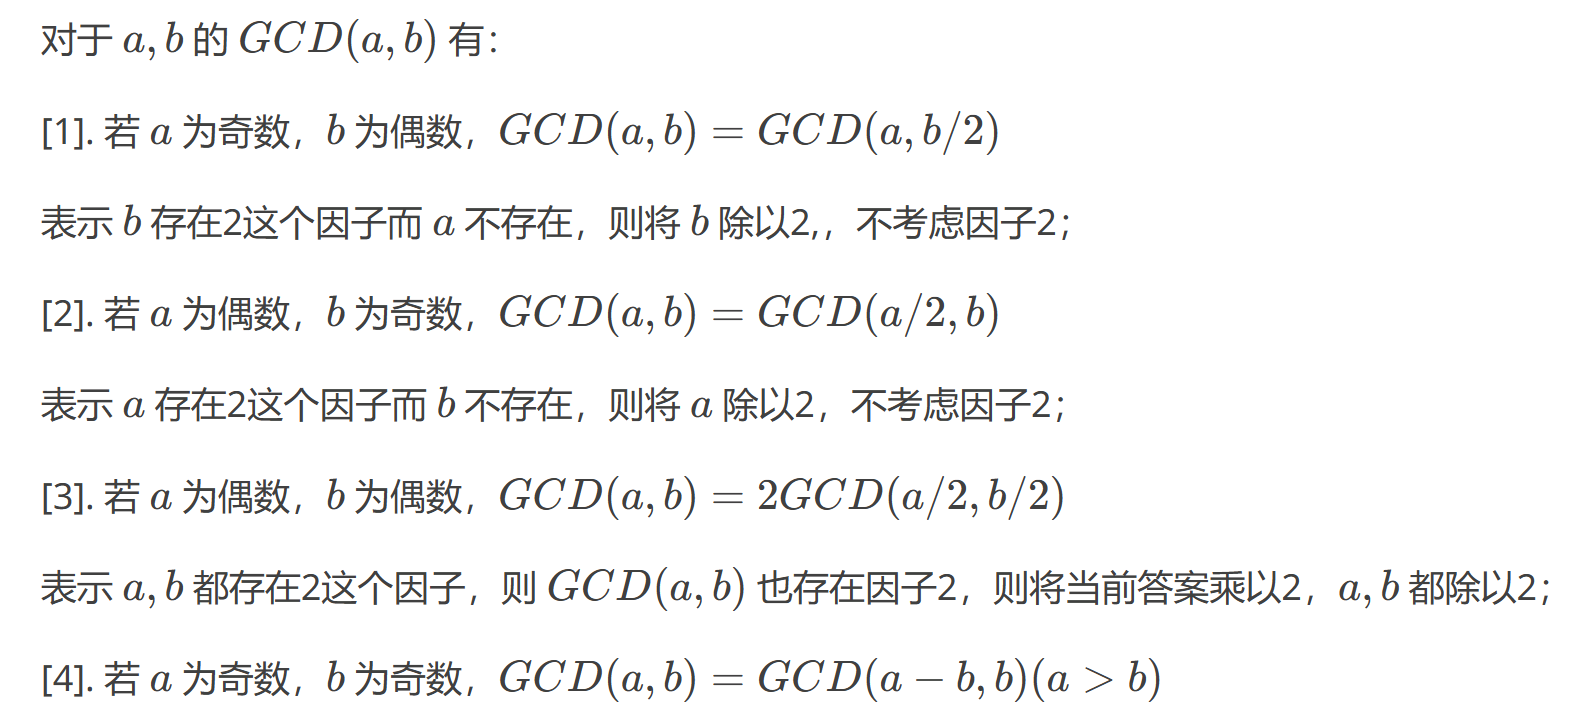 对于 a, b 的 GCD(a, b) 有：
[1]. 若 a 为奇数，b 为偶数，GCD(a, b) = GCD(a, b/2)
表示 b 存在2这个因子而 a 不存在，则将 b 除以2,，不考虑因子2；
[2]. 若 a 为偶数，b 为奇数，GCD(a, b) = GCD(a/2, b)
表示 a 存在2这个因子而 b 不存在，则将 a 除以2，不考虑因子2；
[3]. 若 a 为偶数，b 为偶数，GCD(a, b) = 2GCD(a/2, b/2)
表示 a, b 都存在2这个因子，则 GCD(a, b) 也存在因子2，则将当前答案乘以2，a, b 都除以2；
[4]. 若 a 为奇数，b 为奇数，GCD(a, b) = GCD(a − b, b)(a > b)